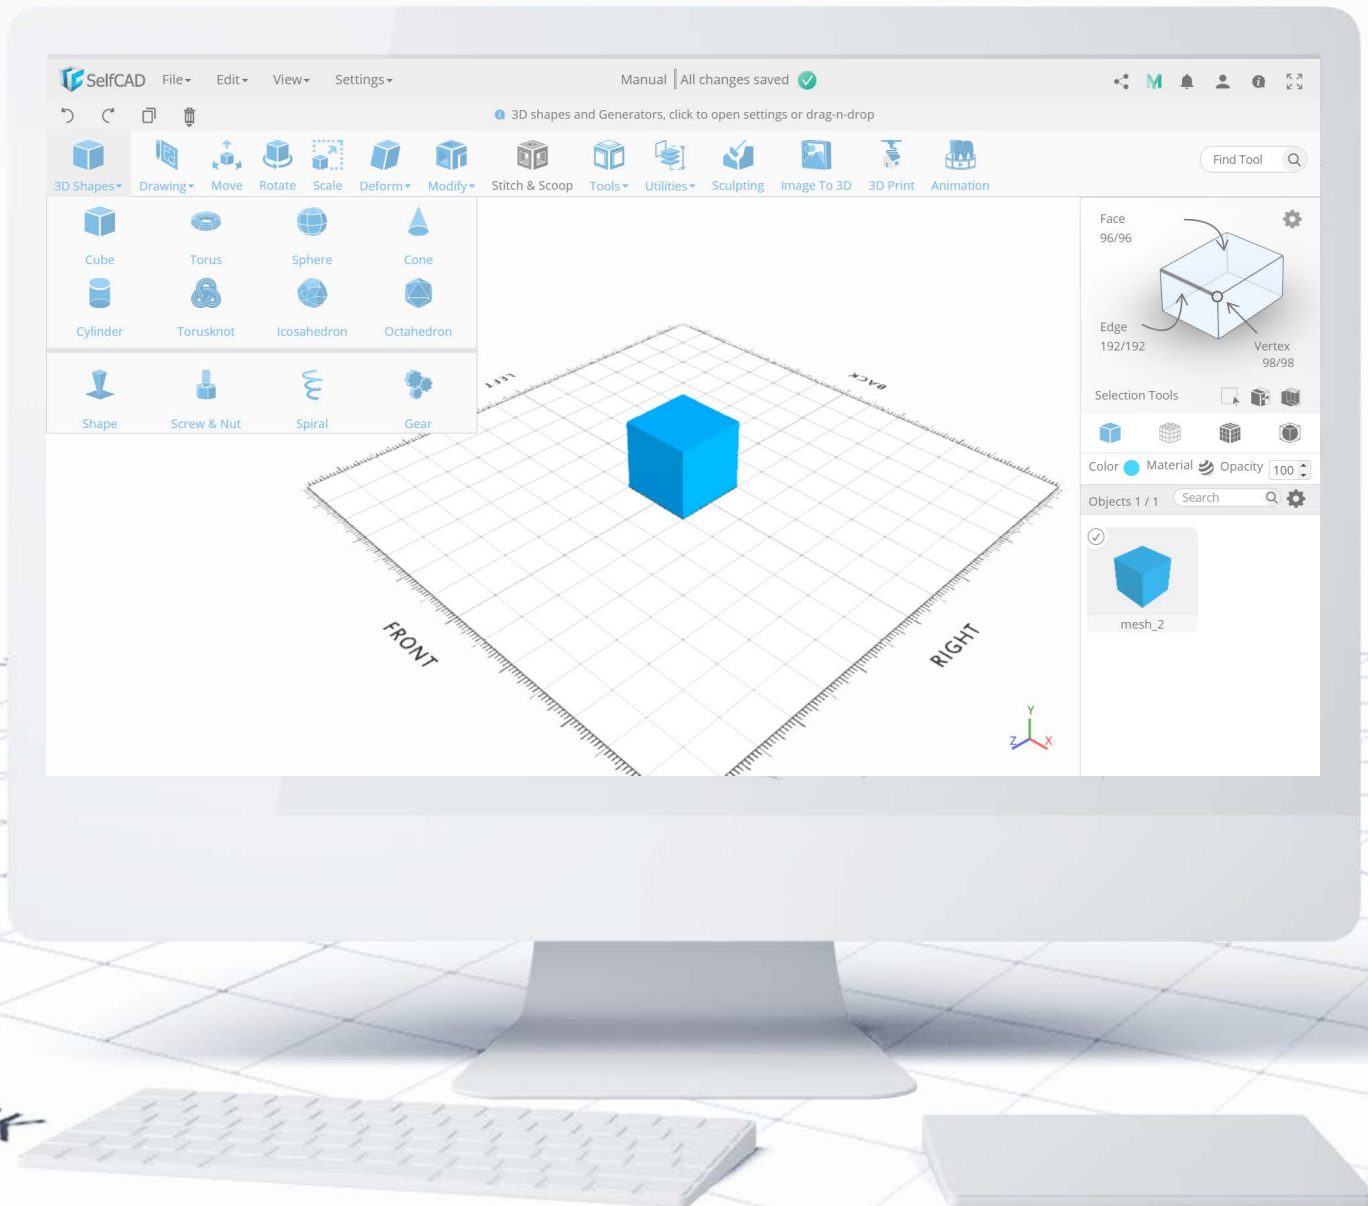 SelfCAD File Edit View Settings Manual All changes saved
3D shapes and Generators, click to open settings or drag-n-drop
3D Shapes Drawing Move Rotate Scale Deform Modify Stitch & Scoop Tools Utilities Sculpting Image To 3D 3D Print Animation
Find Tool
Cube Torus Sphere Cone
Cylinder Torusknot Icosahedron Octahedron
Shape Screw & Nut Spiral Gear
LEFT
BACK
FRONT
RIGHT
Y
Z
X
Face
96/96
Edge
192/192
Vertex
98/98
Selection Tools
Color Material Opacity 100
Objects 1 / 1 Search
mesh_2